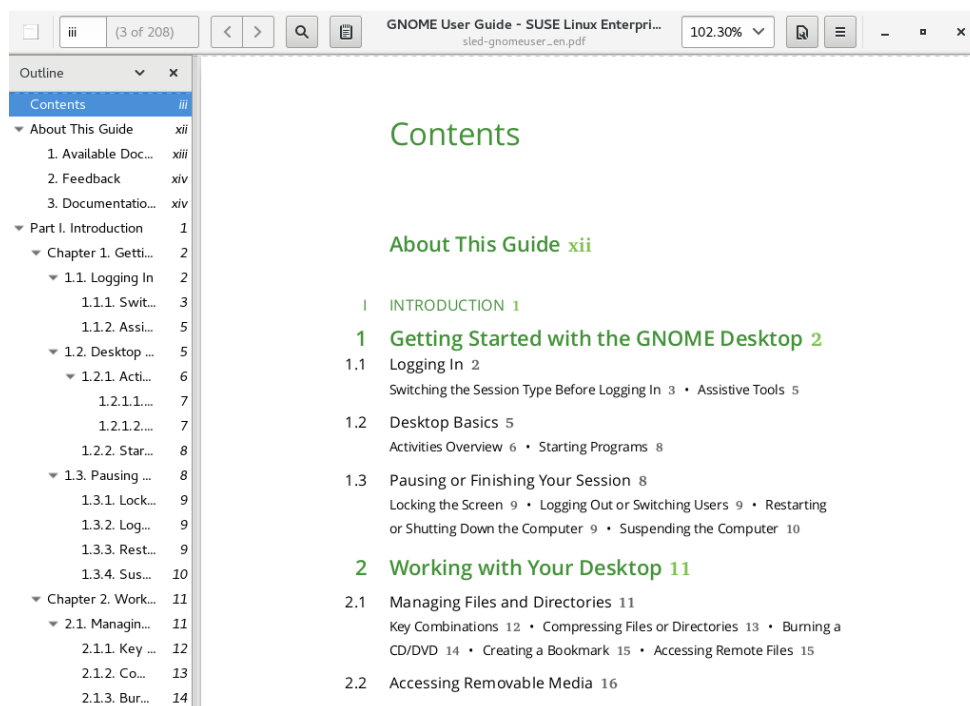 iii (3 of 208)
GNOME User Guide - SUSE Linux Enterpri...
sled-gnomeuser_en.pdf
102.30%
Outline
Contents iii
About This Guide xii
1. Available Doc... xiii
2. Feedback xiv
3. Documentatio... xiv
Part I. Introduction 1
Chapter 1. Getti... 2
1.1. Logging In 2
1.1.1. Swit... 3
1.1.2. Assi... 5
1.2. Desktop ... 5
1.2.1. Acti... 6
1.2.1.1.... 7
1.2.1.2.... 7
1.2.2. Star... 8
1.3. Pausing ... 8
1.3.1. Lock... 9
1.3.2. Log... 9
1.3.3. Rest... 9
1.3.4. Sus... 10
Chapter 2. Work... 11
2.1. Managin... 11
2.1.1. Key ... 12
2.1.2. Co... 13
2.1.3. Bur... 14
Contents
About This Guide xii
I INTRODUCTION 1
1 Getting Started with the GNOME Desktop 2
1.1 Logging In 2
Switching the Session Type Before Logging In 3 • Assistive Tools 5
1.2 Desktop Basics 5
Activities Overview 6 • Starting Programs 8
1.3 Pausing or Finishing Your Session 8
Locking the Screen 9 • Logging Out or Switching Users 9 • Restarting
or Shutting Down the Computer 9 • Suspending the Computer 10
2 Working with Your Desktop 11
2.1 Managing Files and Directories 11
Key Combinations 12 • Compressing Files or Directories 13 • Burning a
CD/DVD 14 • Creating a Bookmark 15 • Accessing Remote Files 15
2.2 Accessing Removable Media 16